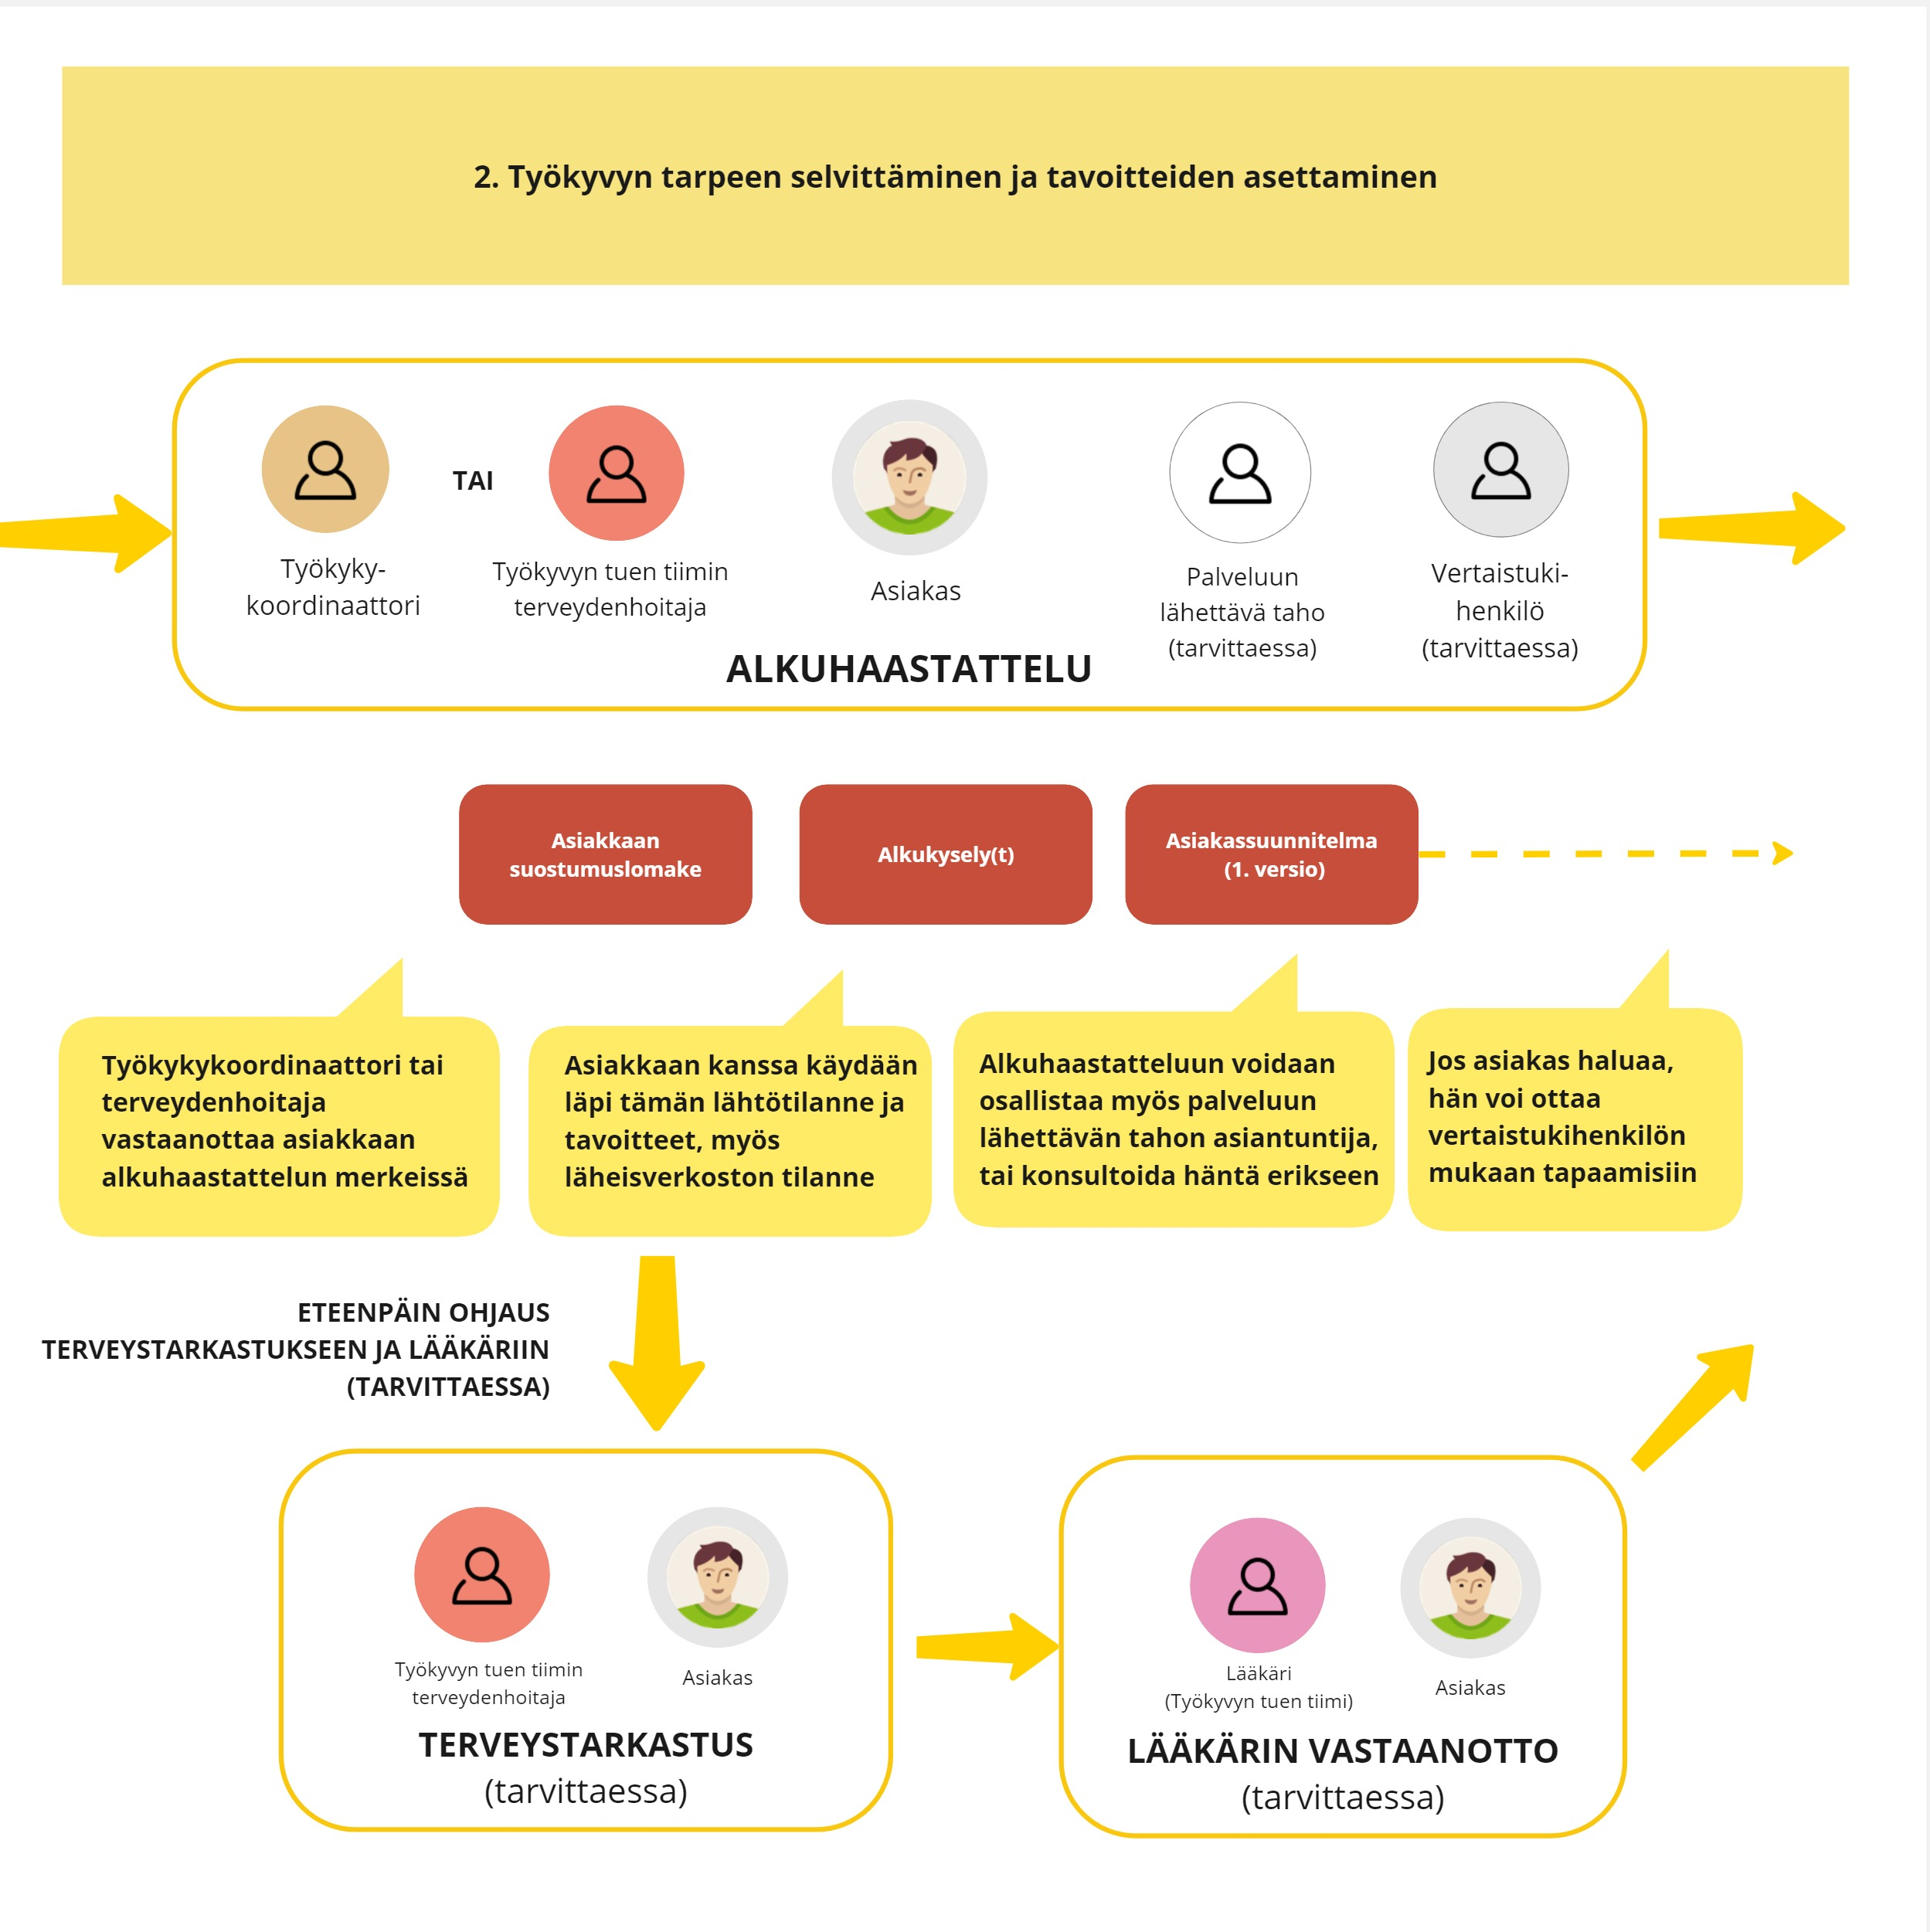 2. Työkyvyn tarpeen selvittäminen ja tavoitteiden asettaminen
Työkyky-
koordinaattori
TAI
Työkyvyn tuen tiimin
terveydenhoitaja
Asiakas
Palveluun
lähettävä taho
(tarvittaessa)
Vertaistuki-
henkilö
(tarvittaessa)
ALKUHAASTATTELU
Asiakkaan
suostumuslomake
Alkukysely(t)
Asiakassuunnitelma
(1. versio)
Työkykykoordinaattori tai
terveydenhoitaja
vastaanottaa asiakkaan
alkuhaastattelun merkeissä
Asiakkaan kanssa käydään
läpi tämän lähtötilanne ja
tavoitteet, myös
läheisverkoston tilanne
Alkuhaastatteluun voidaan
osallistaa myös palveluun
lähettävän tahon asiantuntija,
tai konsultoida häntä erikseen
Jos asiakas haluaa,
hän voi ottaa
vertaistukihenkilön
mukaan tapaamisiin
ETEENPÄIN OHJAUS
TERVEYSTARKASTUKSEEN JA LÄÄKÄRIIN
(TARVITTAESSA)
Työkyvyn tuen tiimin
terveydenhoitaja
Asiakas
TERVEYSTARKASTUS
(tarvittaessa)
Lääkäri
(Työkyvyn tuen tiimi)
Asiakas
LÄÄKÄRIN VASTAANOTTO
(tarvittaessa)